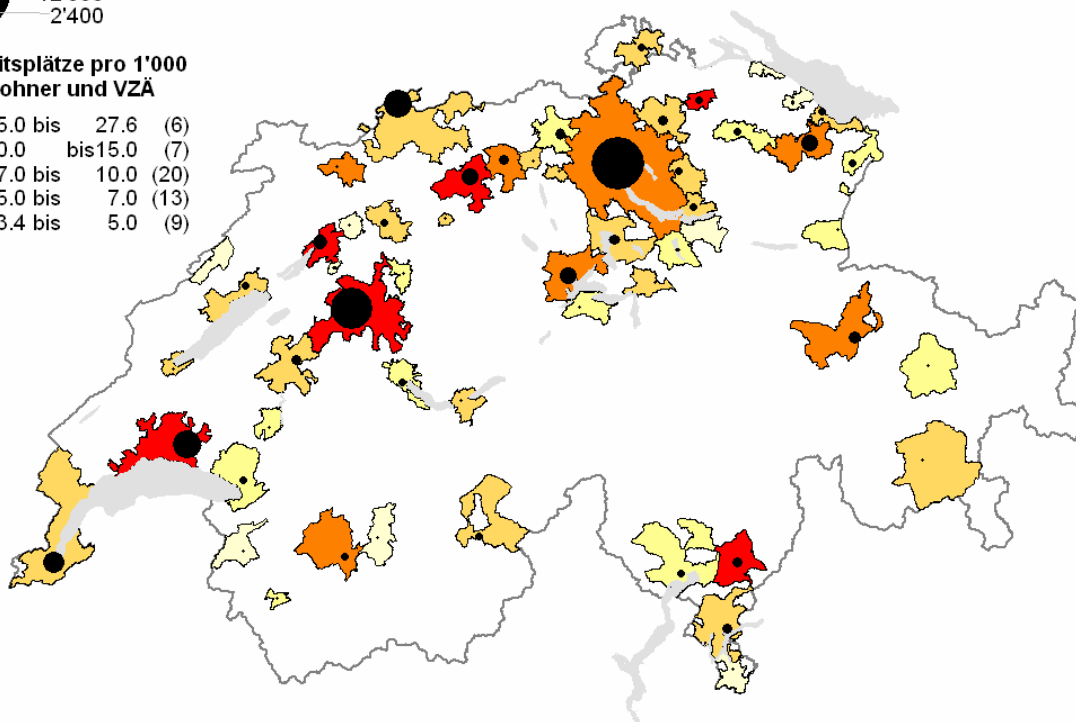 2'400
itsplätze pro 1'000
ohner und VZÄ
5.0 bis 27.6 (6)
0.0 bis15.0 (7)
7.0 bis 10.0 (20)
5.0 bis 7.0 (13)
3.4 bis 5.0 (9)